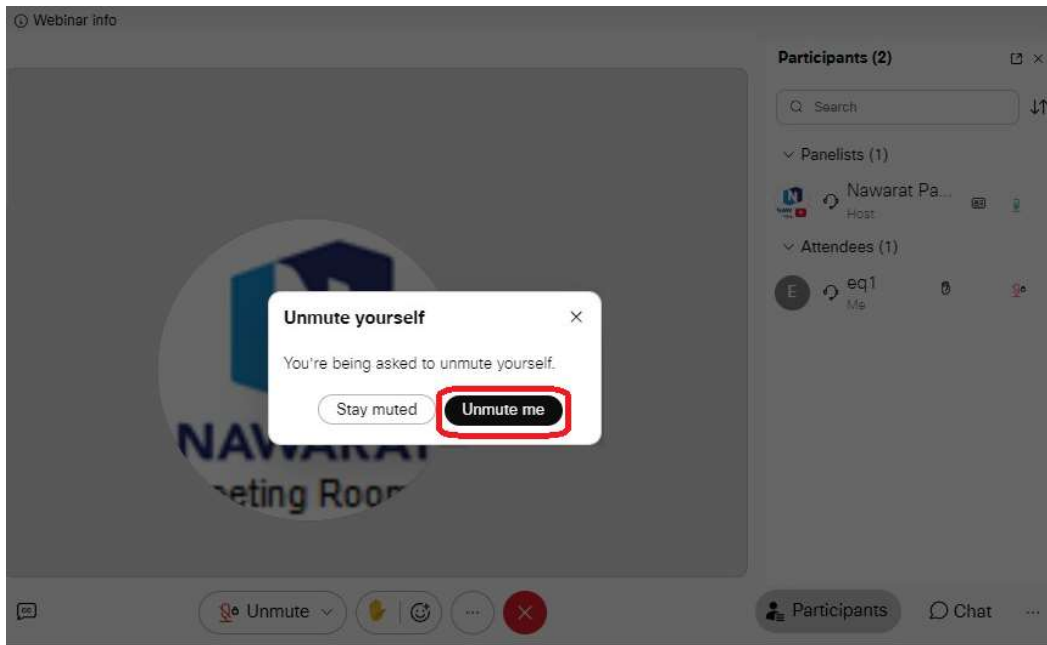 Webinar info
Participants (2)
Search
Panelists (1)
Nawarat Pa...
Host
Attendees (1)
E
eq1
Me
Unmute yourself
You're being asked to unmute yourself.
Stay muted
Unmute me
NAWARAT
eting Room
Unmute
Participants
Chat